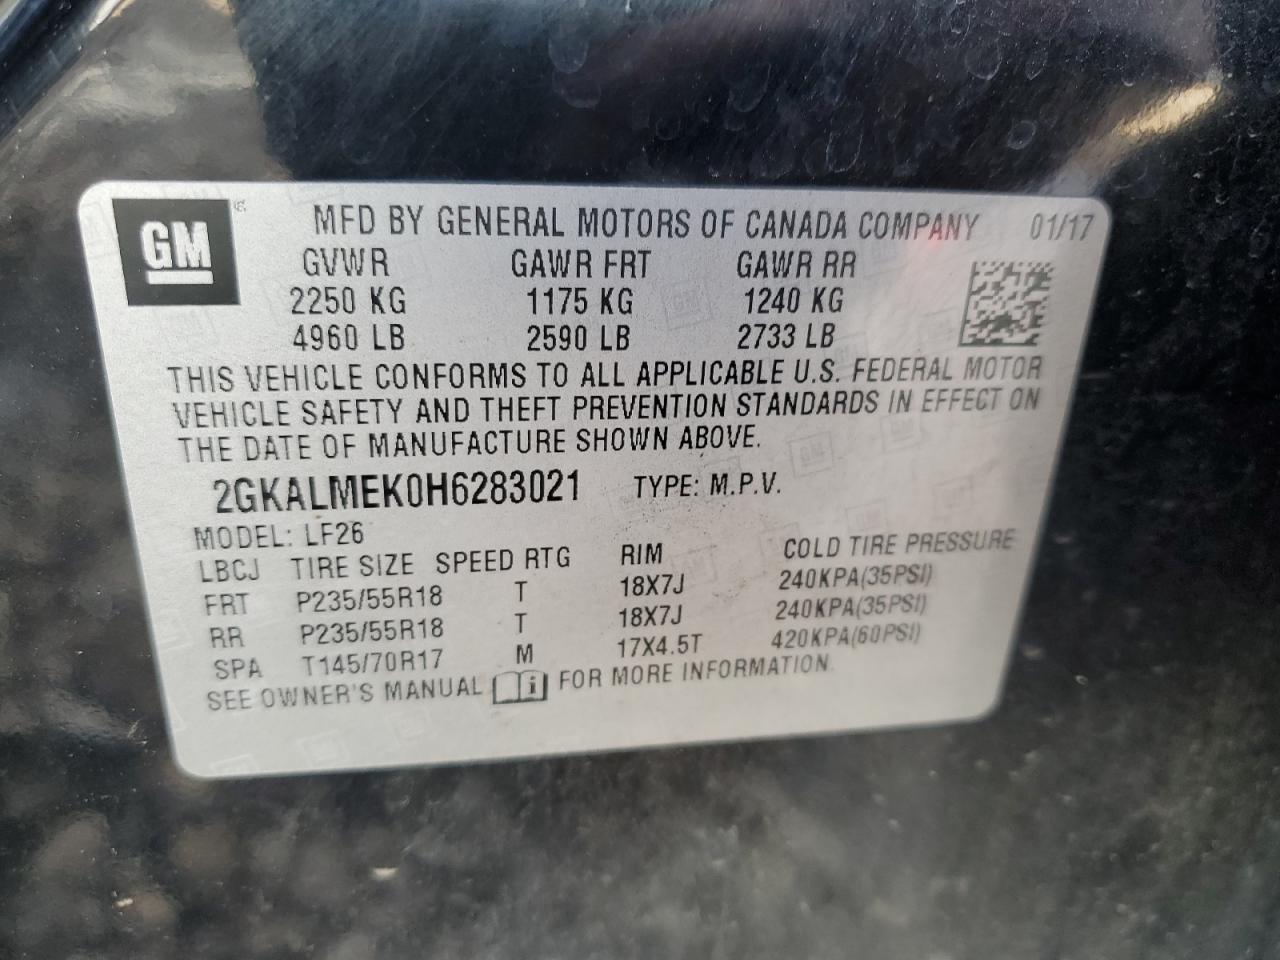 GM
MFD BY GENERAL MOTORS OF CANADA COMPANY 01/17
GVWR GAWR FRT GAWR RR
2250 KG 1175 KG 1240 KG
4960 LB 2590 LB 2733 LB
THIS VEHICLE CONFORMS TO ALL APPLICABLE U.S. FEDERAL MOTOR
VEHICLE SAFETY AND THEFT PREVENTION STANDARDS IN EFFECT ON
THE DATE OF MANUFACTURE SHOWN ABOVE.
2GKALMEK0H6283021 TYPE: M.P.V.
MODEL: LF26
LBCJ TIRE SIZE SPEED RTG RIM COLD TIRE PRESSURE
FRT P235/55R18 T 18X7J 240KPA(35PSI)
RR P235/55R18 T 18X7J 240KPA(35PSI)
SPA T145/70R17 M 17X4.5T 420KPA(60PSI)
SEE OWNER'S MANUAL i FOR MORE INFORMATION.